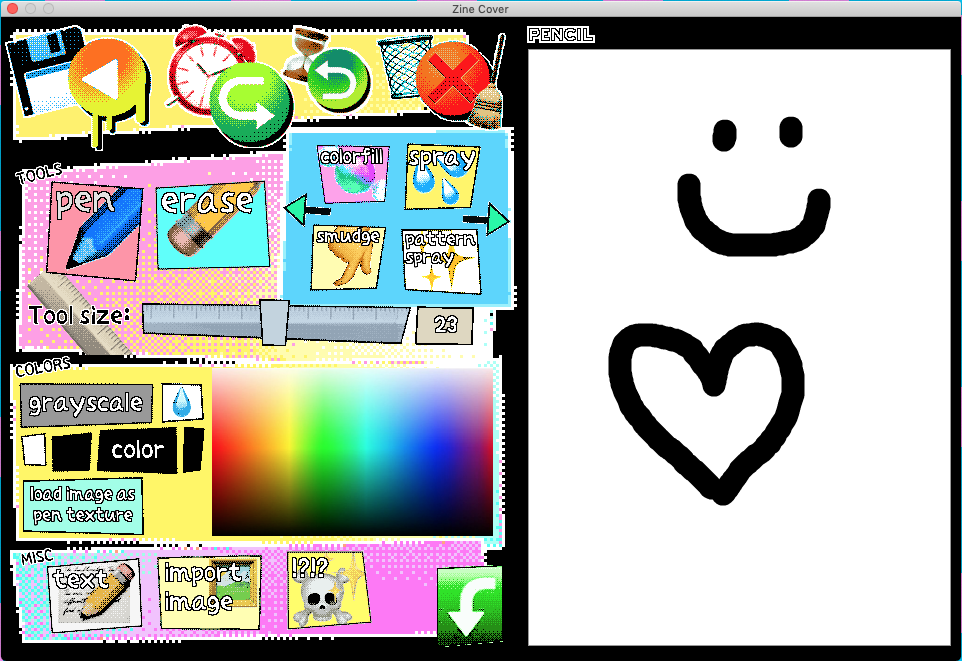 Zine Cover
PENCIL
TOOLS
pen
erase
colorfill
spray
smudge
pattern
spray
Tool size:
23
COLORS
grayscale
color
load image as
pen texture
MISC
text
import
image
!?!?